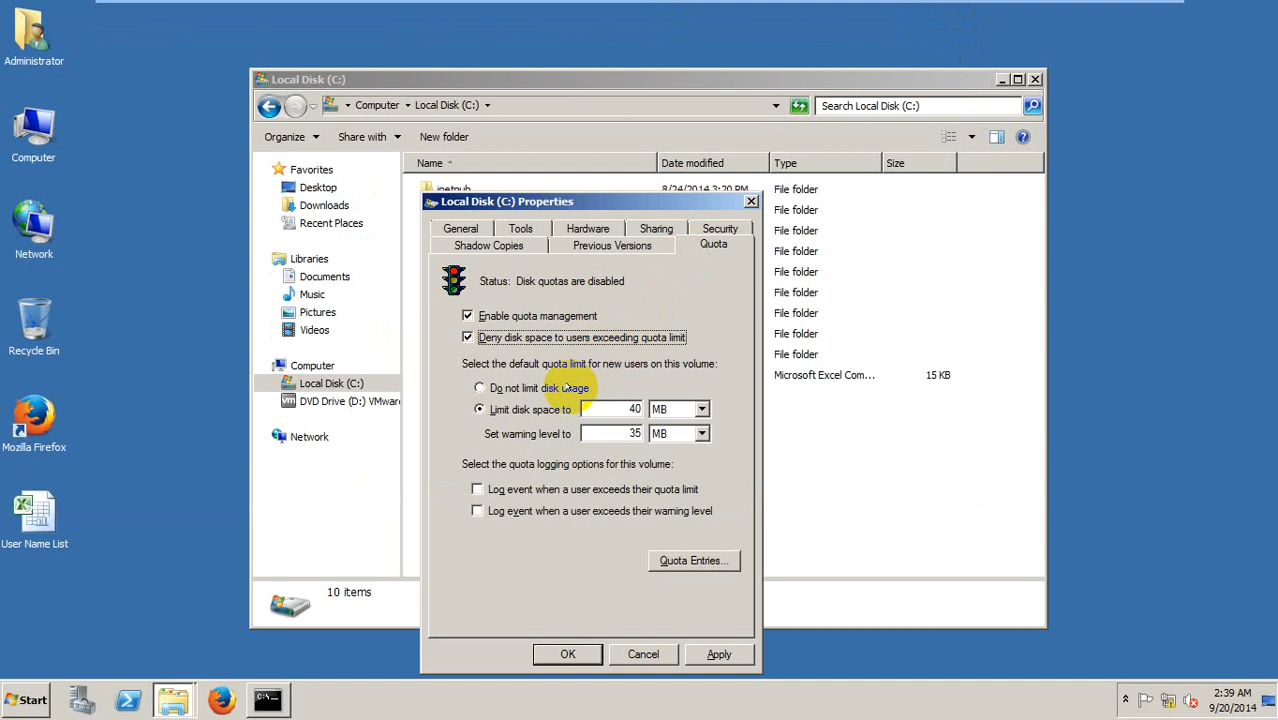 Administrator
Computer
Network
Recycle Bin
Mozilla Firefox
User Name List
Local Disk (C:)
Computer Local Disk (C:)
Search Local Disk (C:)
Organize Share with New folder
Name Date modified Type Size
Favorites
Desktop
Downloads
Recent Places
Libraries
Documents
Music
Pictures
Videos
Computer
Local Disk (C:)
DVD Drive (D:) VMware
Network
inetpub 8/24/2014 3:20 PM File folder
File folder
File folder
File folder
File folder
File folder
File folder
File folder
File folder
Microsoft Excel Com... 15 KB
10 items
Local Disk (C:) Properties
General Tools Hardware Sharing Security
Shadow Copies Previous Versions Quota
Status: Disk quotas are disabled
Enable quota management
Deny disk space to users exceeding quota limit
Select the default quota limit for new users on this volume:
Do not limit disk usage
Limit disk space to 40 MB
Set warning level to 35 MB
Select the quota logging options for this volume:
Log event when a user exceeds their quota limit
Log event when a user exceeds their warning level
Quota Entries...
OK Cancel Apply
Start
C:\
2:39 AM
9/20/2014